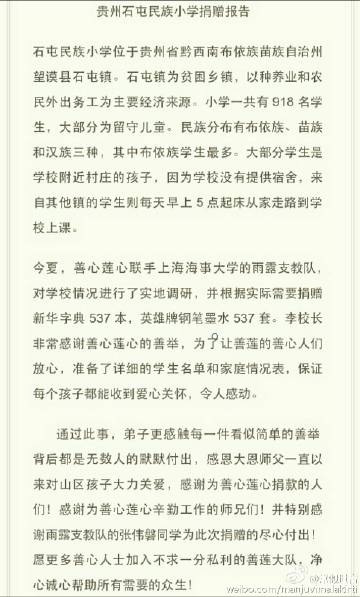 贵州石屯民族小学捐赠报告
石屯民族小学位于贵州省黔西南布依族苗族自治州
望谟县石屯镇。石屯镇为贫困乡镇，以种养业和农
民外出务工为主要经济来源。小学一共有 918 名学
生，大部分为留守儿童。民族分布有布依族、苗族
和汉族三种，其中布依族学生最多。大部分学生是
学校附近村庄的孩子，因为学校没有提供宿舍，来
自其他镇的学生则每天早上 5 点起床从家走路到学
校上课。
今夏，善心莲心联手上海海事大学的雨露支教队，
对学校情况进行了实地调研，并根据实际需要捐赠
新华字典 537 本，英雄牌钢笔墨水 537 套。李校长
非常感谢善心莲心的善举，为了让善莲的善心人们
放心，准备了详细的学生名单和家庭情况表，保证
每个孩子都能收到爱心关怀，令人感动。
通过此事，弟子更感触每一件看似简单的善举
背后都是无数人的默默付出，感恩大恩师父一直以
来对山区孩子大力关爱，感谢为善心莲心捐款的人
们！感谢为善心莲心辛勤工作的师兄们！并特别感
谢雨露支教队的张伟磐同学为此次捐赠的尽心付出！
愿更多善心人士加入不求一分私利的善莲大队，净
心诚心帮助所有需要的众生！
weibo.com/manjuvimalakirti